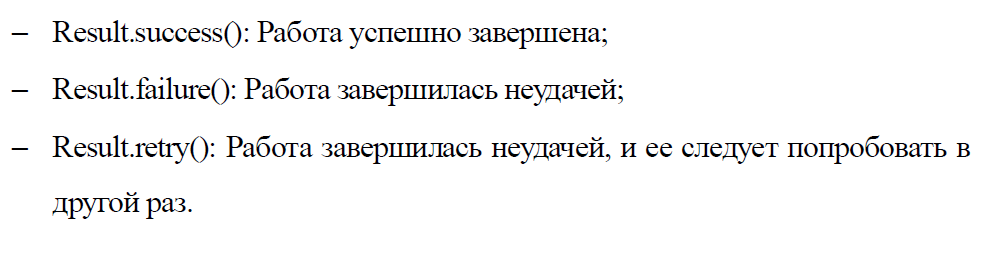 – Result.success(): Работа успешно завершена;
– Result.failure(): Работа завершилась неудачей;
– Result.retry(): Работа завершилась неудачей, и ее следует попробовать в
другой раз.